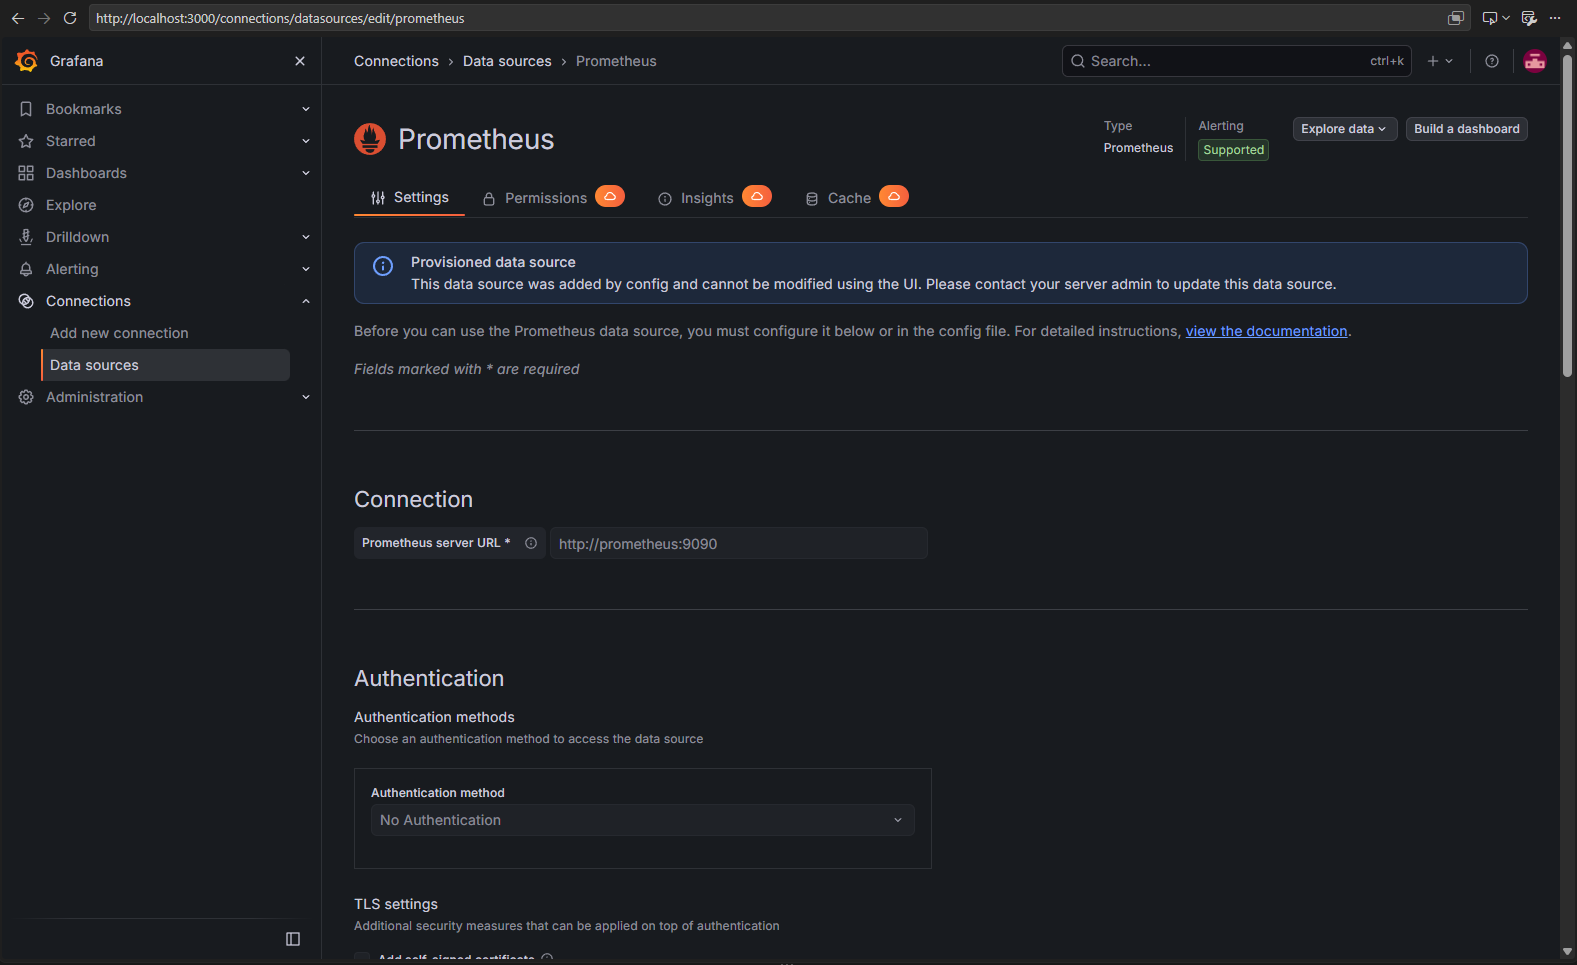 http://localhost:3000/connections/datasources/edit/prometheus
Grafana
Connections › Data sources › Prometheus
Search...
ctrl+k
Bookmarks
Starred
Dashboards
Explore
Drilldown
Alerting
Connections
Add new connection
Data sources
Administration
Prometheus
Type
Prometheus
Alerting
Supported
Explore data
Build a dashboard
Settings
Permissions
Insights
Cache
Provisioned data source
This data source was added by config and cannot be modified using the UI. Please contact your server admin to update this data source.
Before you can use the Prometheus data source, you must configure it below or in the config file. For detailed instructions, view the documentation.
Fields marked with * are required
Connection
Prometheus server URL *
http://prometheus:9090
Authentication
Authentication methods
Choose an authentication method to access the data source
Authentication method
No Authentication
TLS settings
Additional security measures that can be applied on top of authentication
Add self-signed certificate